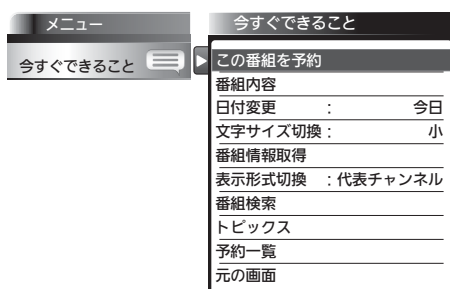 メニュー
今すぐできること
今すぐできること
この番組を予約
番組内容
日付変更 : 今日
文字サイズ切換 : 小
番組情報取得
表示形式切換 : 代表チャンネル
番組検索
トピックス
予約一覧
元の画面